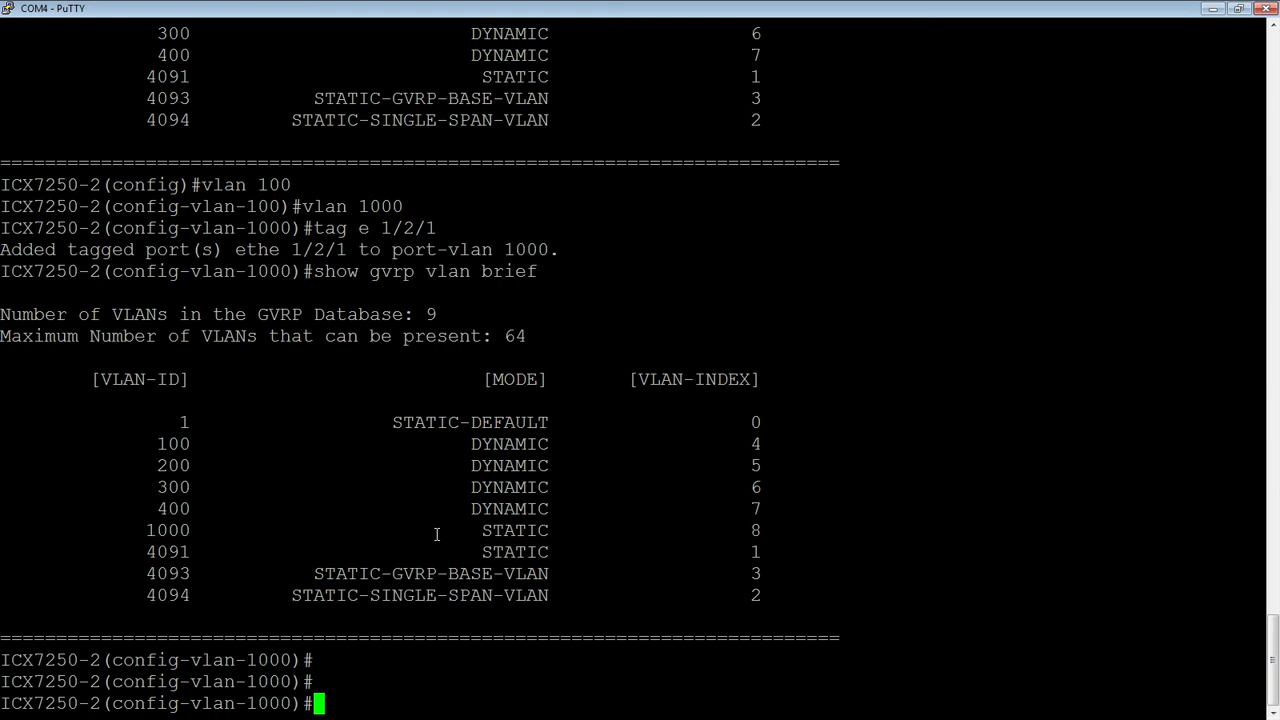 COM4 - PuTTY
300 DYNAMIC 6
400 DYNAMIC 7
4091 STATIC 1
4093 STATIC-GVRP-BASE-VLAN 3
4094 STATIC-SINGLE-SPAN-VLAN 2
===========================================================================
ICX7250-2(config)#vlan 100
ICX7250-2(config-vlan-100)#vlan 1000
ICX7250-2(config-vlan-1000)#tag e 1/2/1
Added tagged port(s) ethe 1/2/1 to port-vlan 1000.
ICX7250-2(config-vlan-1000)#show gvrp vlan brief
Number of VLANs in the GVRP Database: 9
Maximum Number of VLANs that can be present: 64
[VLAN-ID] [MODE] [VLAN-INDEX]
1 STATIC-DEFAULT 0
100 DYNAMIC 4
200 DYNAMIC 5
300 DYNAMIC 6
400 DYNAMIC 7
1000 STATIC 8
4091 STATIC 1
4093 STATIC-GVRP-BASE-VLAN 3
4094 STATIC-SINGLE-SPAN-VLAN 2
===========================================================================
ICX7250-2(config-vlan-1000)#
ICX7250-2(config-vlan-1000)#
ICX7250-2(config-vlan-1000)#